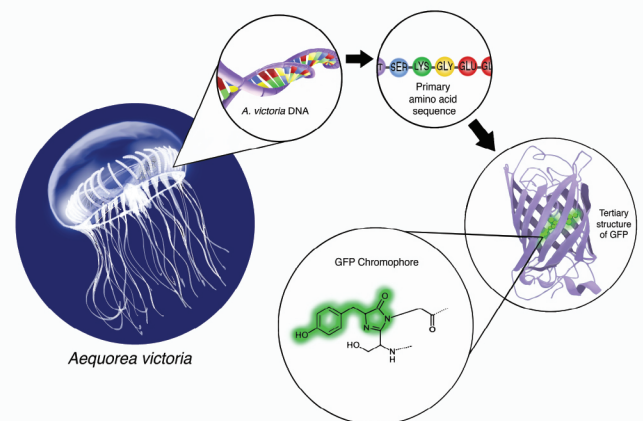 A. victoria DNA
T SER LYS GLY GLU GL
Primary
amino acid
sequence
Tertiary
structure
of GFP
GFP Chromophore
O
N
O
HO
N
HO
N
H
Aequorea victoria